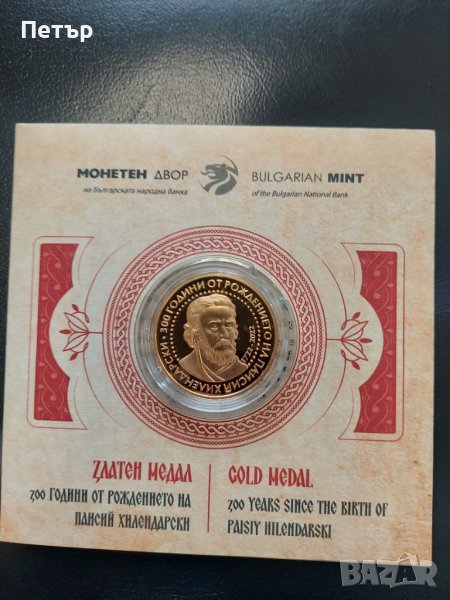 Петър
МОНЕТЕН ДВОР
на Българската народна банка
BULGARIAN MINT
of the Bulgarian National Bank
300 ГОДИНИ ОТ РОЖДЕНИЕТО НА ПАИСИЙ ХИЛЕНДАРСКИ
ЗЛАТЕН МЕДАЛ
300 ГОДИНИ ОТ РОЖДЕНИЕТО НА
ПАИСИЙ ХИЛЕНДАРСКИ
GOLD MEDAL
300 YEARS SINCE THE BIRTH OF
PAISIY HILENDARSKI
BAZAR